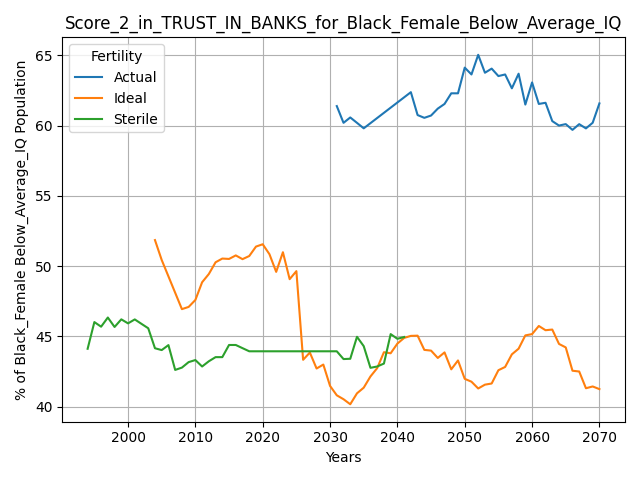 Score_2_in_TRUST_IN_BANKS_for_Black_Female_Below_Average_IQ
Fertility
Actual
Ideal
Sterile
% of Black_Female Below_Average_IQ Population
65
60
55
50
45
40
2000
2010
2020
2030
2040
2050
2060
2070
Years